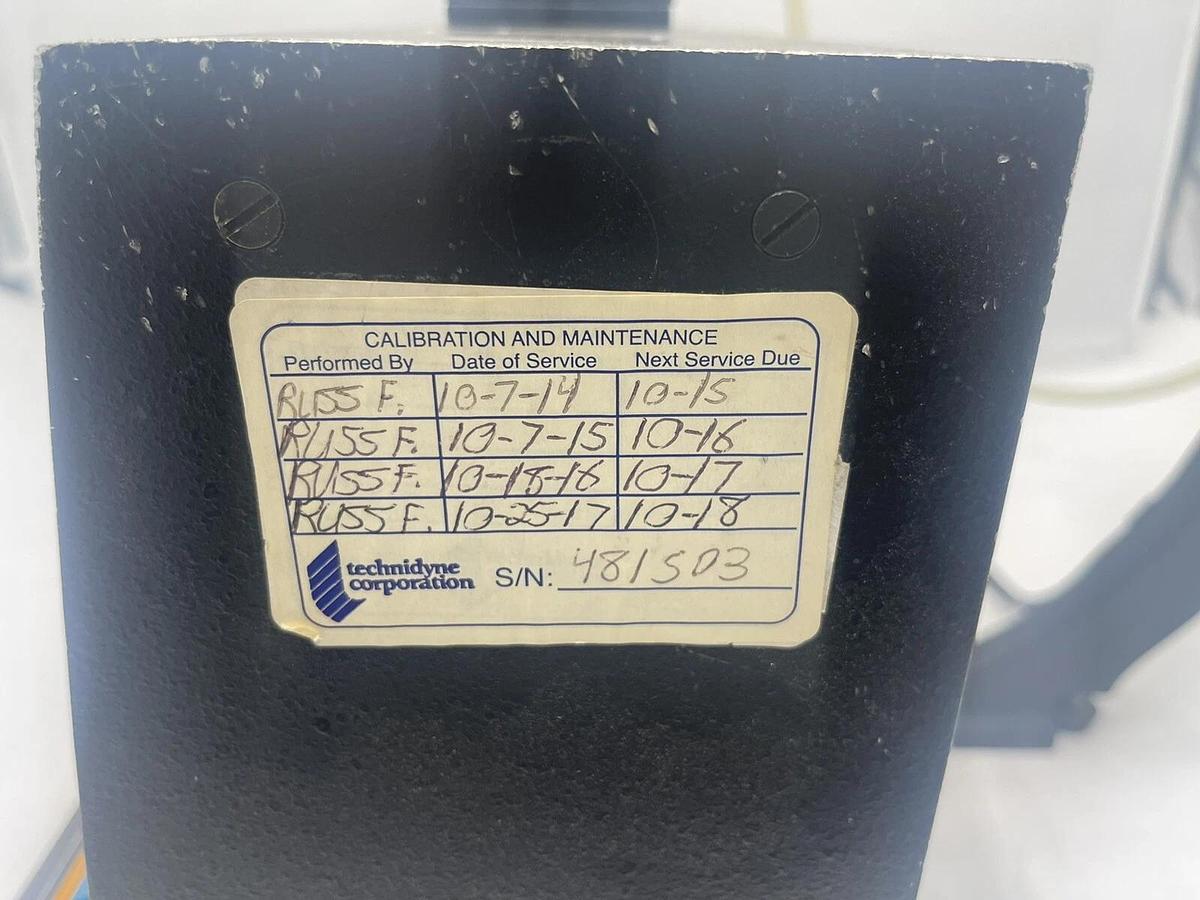 CALIBRATION AND MAINTENANCE
Performed By Date of Service Next Service Due
RUSS F. 10-7-14 10-15
RUSS F. 10-7-15 10-16
RUSS F. 10-18-16 10-17
RUSS F. 10-25-17 10-18
technidyne
corporation S/N: 481503